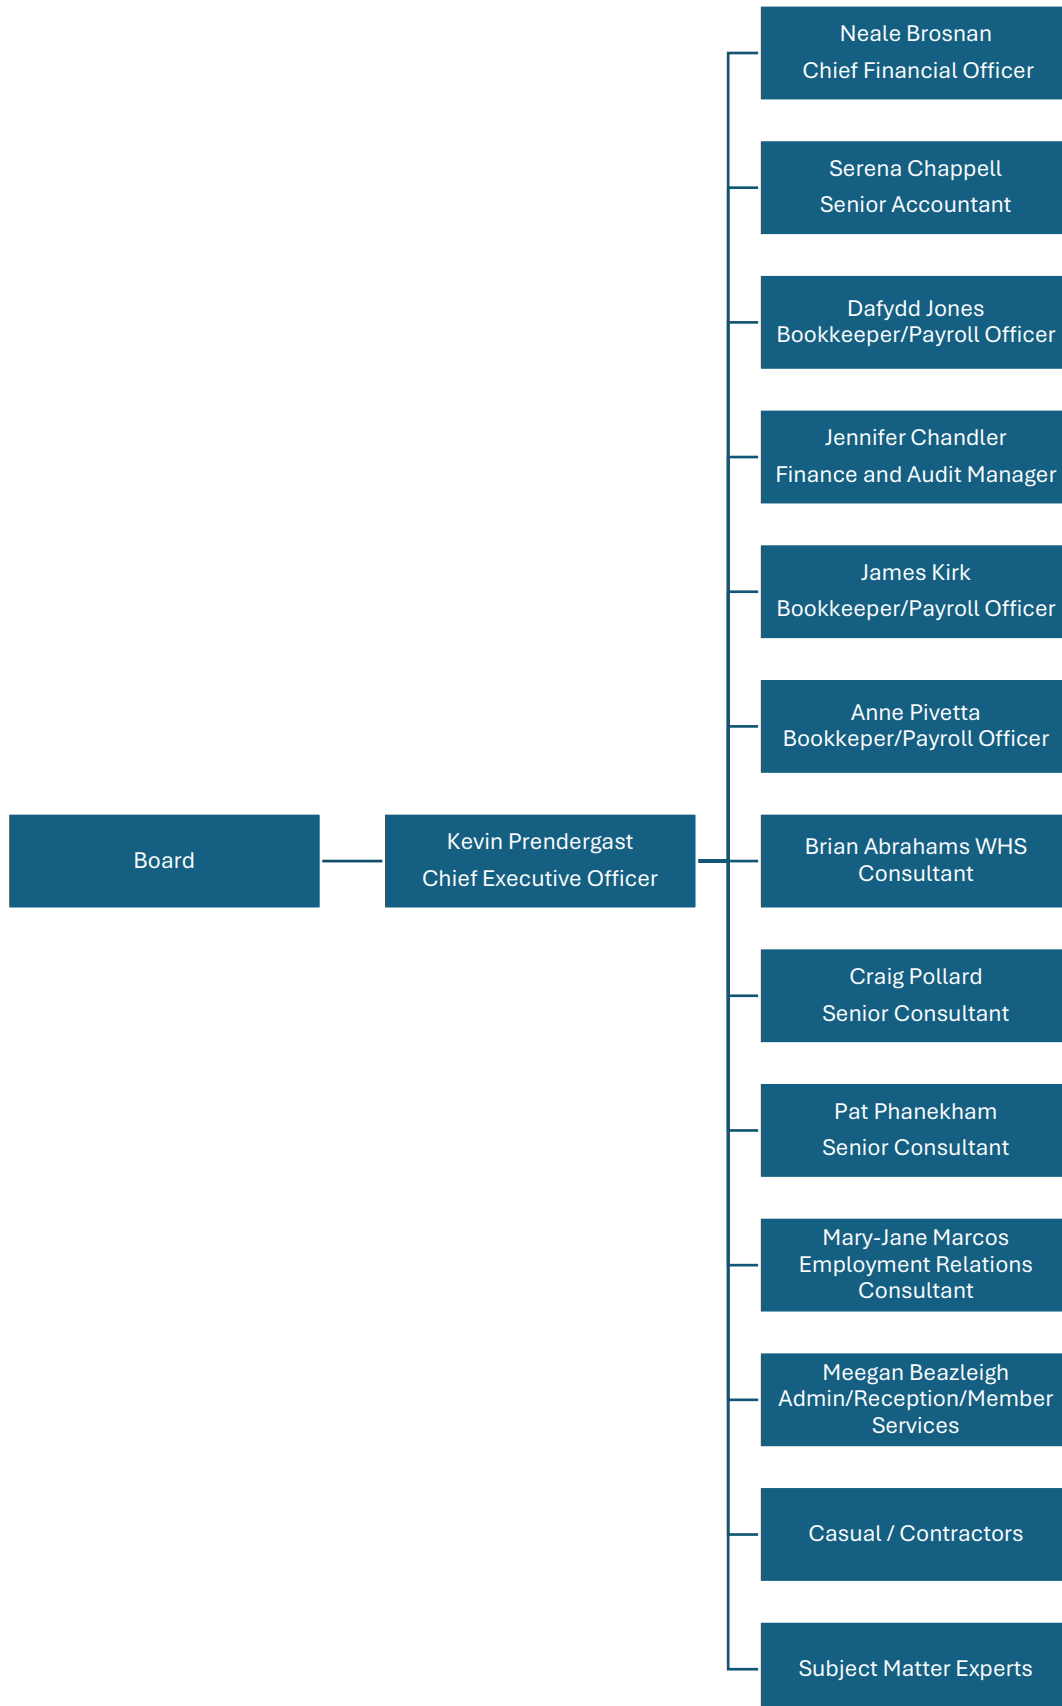 Board
Kevin Prendergast
Chief Executive Officer
Neale Brosnan
Chief Financial Officer
Serena Chappell
Senior Accountant
Dafydd Jones
Bookkeeper/Payroll Officer
Jennifer Chandler
Finance and Audit Manager
James Kirk
Bookkeeper/Payroll Officer
Anne Pivetta
Bookkeper/Payroll Officer
Brian Abrahams WHS
Consultant
Craig Pollard
Senior Consultant
Pat Phanekham
Senior Consultant
Mary-Jane Marcos
Employment Relations
Consultant
Meegan Beazleigh
Admin/Reception/Member
Services
Casual / Contractors
Subject Matter Experts